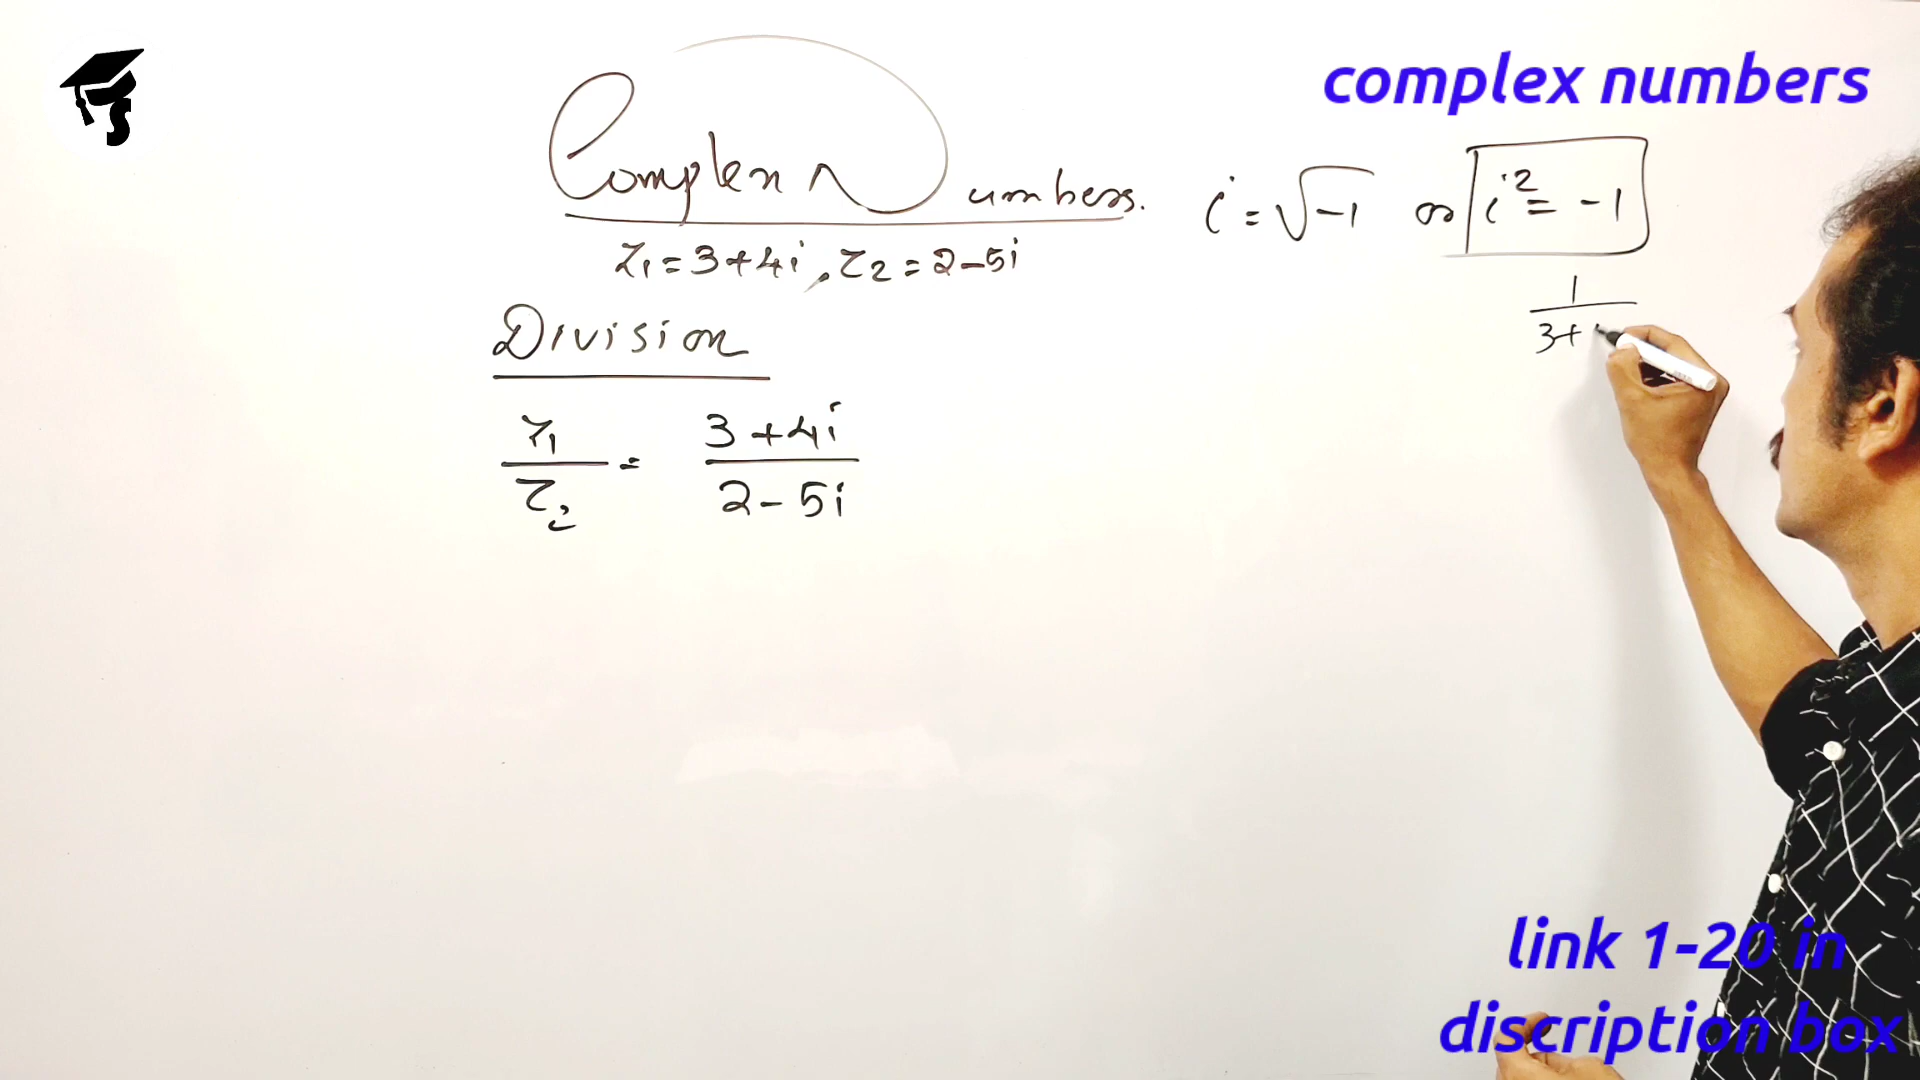 complex numbers
Complex Numbers. i = √-1 or i² = -1
z₁ = 3+4i, z₂ = 2-5i
1
3+
Division
z₁/z₂ = 3+4i/2-5i
link 1-20 in
discription box